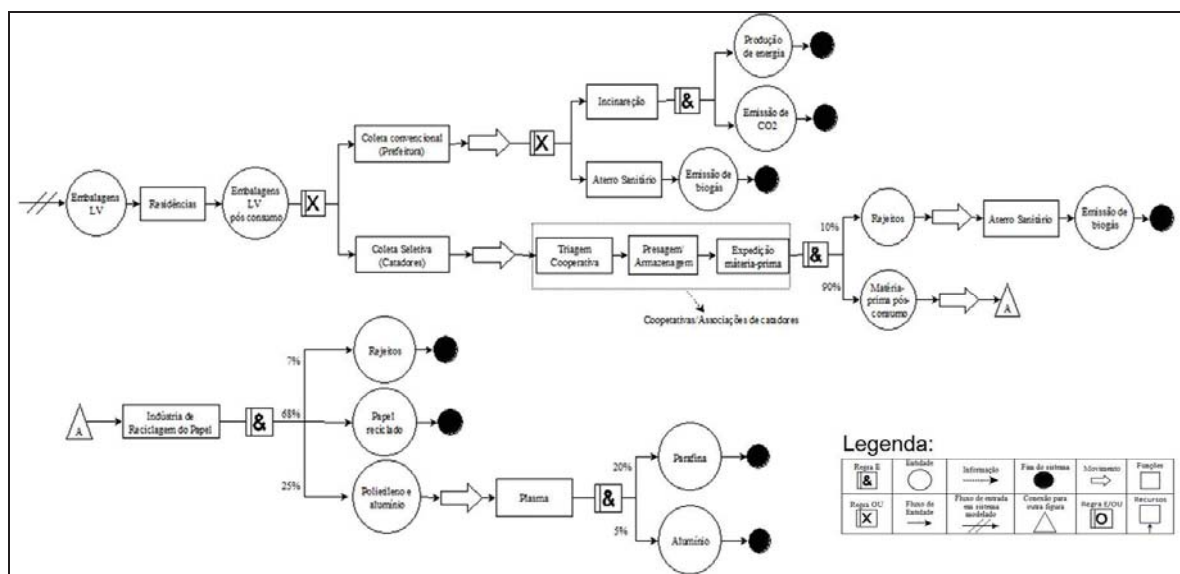 Produção
de energia
Incinareção
&
Emissão de
CO2
Coleta convencional
(Prefeitura)
X
Aterro Sanitário
Emissão de
biogás
Embalagens
LV
Residências
Embalagens
LV
pós consumo
X
10%
Rejeitos
Aterro Sanitário
Emissão de
biogás
Coleta Seletiva
(Catadores)
Triagem
Cooperativa
Presagem/
Armazenagem
Expedição
máteria-prima
&
90%
Matéria-
prima pós-
consumo
A
Cooperativas/Associações de catadores
7%
Rejeitos
A
Indústria de
Reciclagem do Papel
&
68%
Papel
reciclado
25%
Polietileno e
alumínio
Plasma
&
20%
Parafina
5%
Alumínio
Legenda:
Regra E
&
Entidade
Informação
Fim do sistema
Movimento
Funções
Regra OU
X
Fluxo de
Entidade
Fluxo de entrada
em sistema
modelado
Conexão para
outra figura
Regra E/OU
O
Recursos